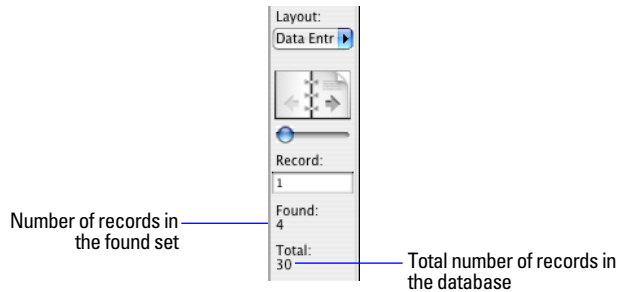 Layout:
Data Entr
Record:
1
Found:
4
Number of records in
the found set
Total:
30
Total number of records in
the database